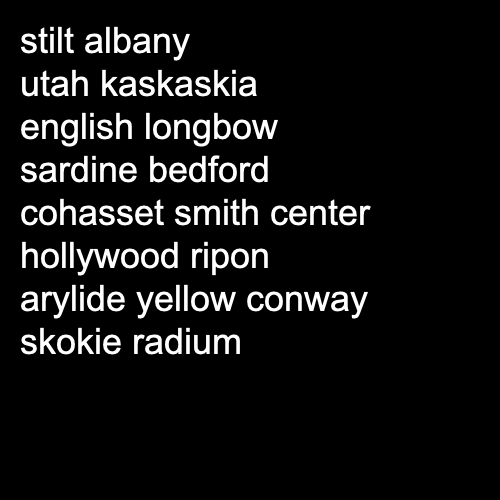 stilt albany
utah kaskaskia
english longbow
sardine bedford
cohasset smith center
hollywood ripon
arylide yellow conway
skokie radium